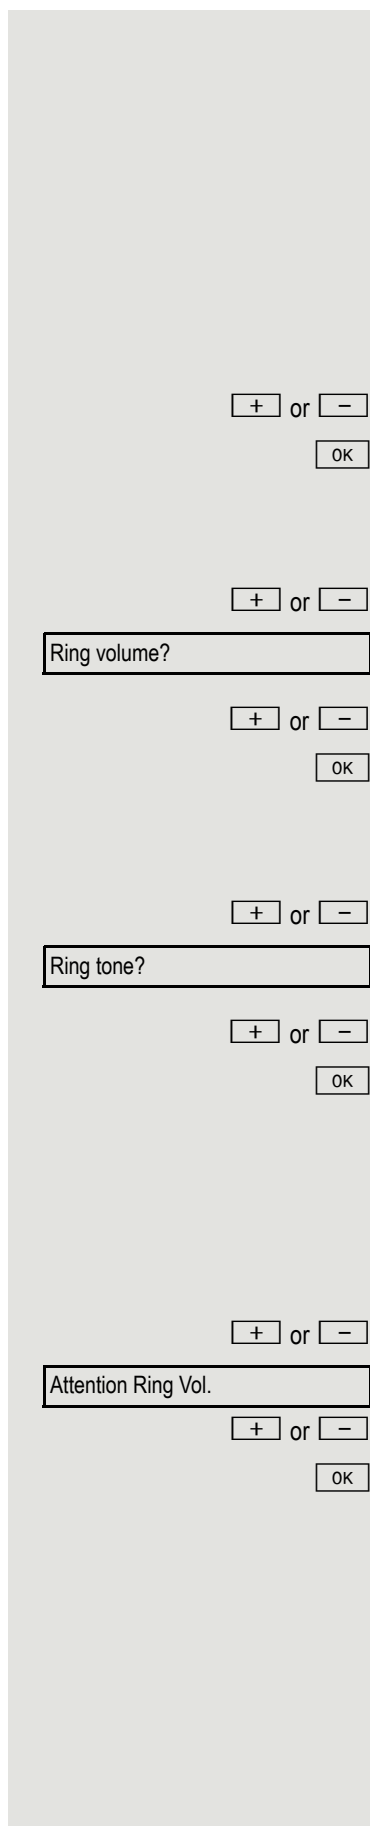 + or −
OK
+ or −
Ring volume?
+ or −
OK
+ or −
Ring tone?
+ or −
OK
+ or −
Attention Ring Vol.
+ or −
OK